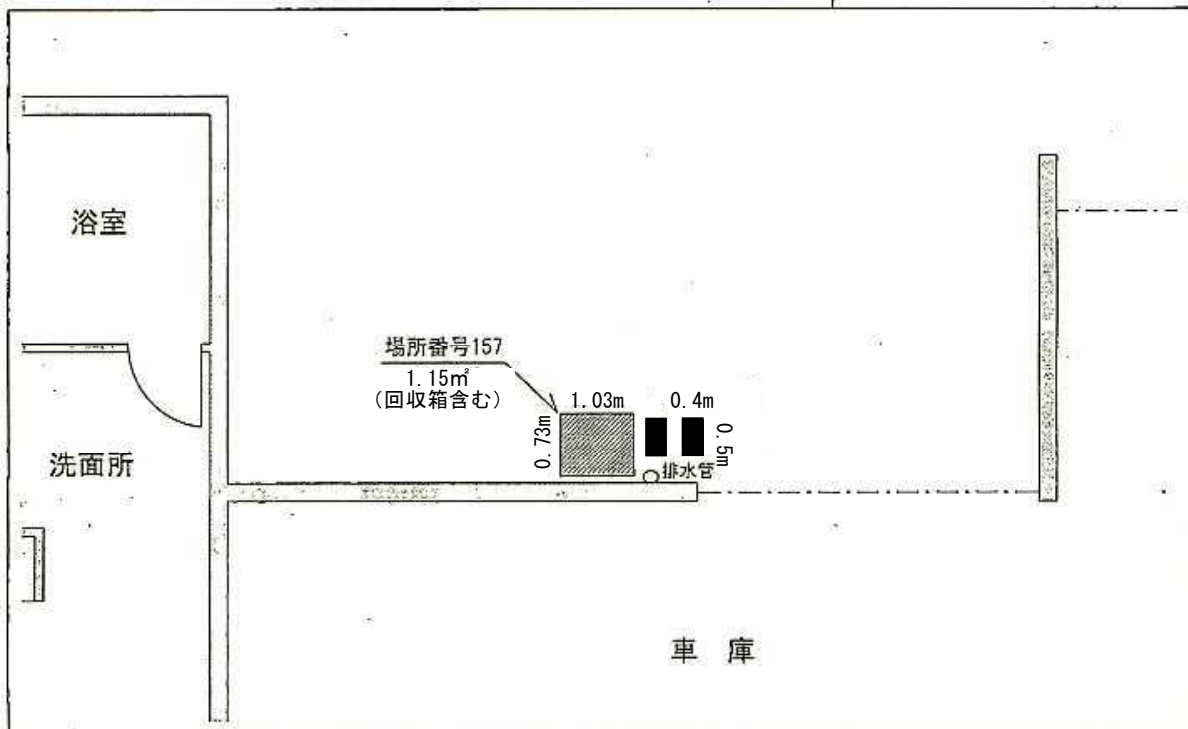 浴室
場所番号157
1.15㎡
(回収箱含む)
1.03m
0.4m
0.73m
0.5m
洗面所
排水管
車 庫